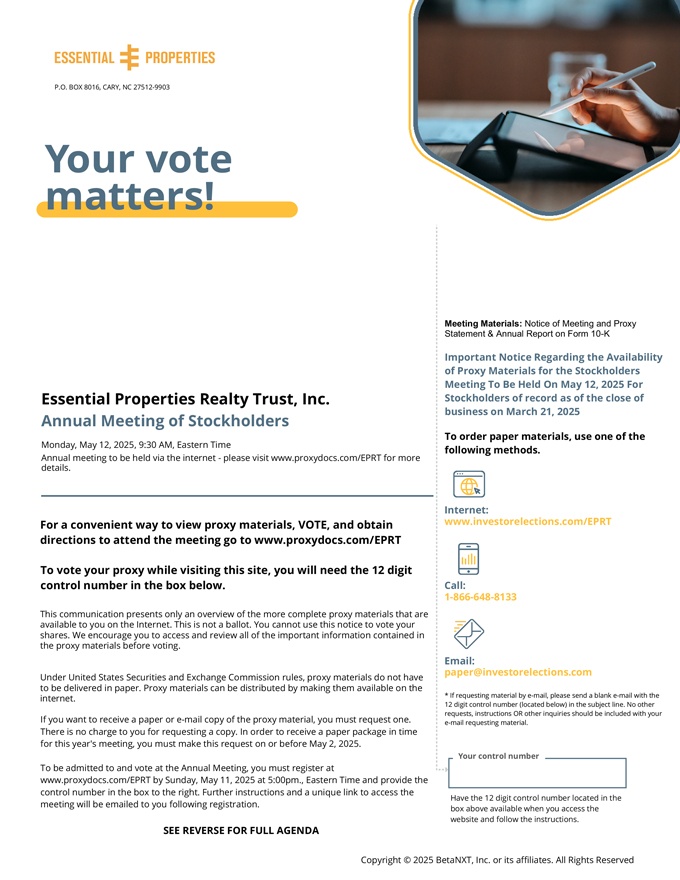 ESSENTIAL PROPERTIES
P.O. BOX 8016, CARY, NC 27512-9903
Your vote
matters!
Essential Properties Realty Trust, Inc.
Annual Meeting of Stockholders
Monday, May 12, 2025, 9:30 AM, Eastern Time
Annual meeting to be held via the internet - please visit www.proxydocs.com/EPRT for more
details.
For a convenient way to view proxy materials, VOTE, and obtain
directions to attend the meeting go to www.proxydocs.com/EPRT
To vote your proxy while visiting this site, you will need the 12 digit
control number in the box below.
This communication presents only an overview of the more complete proxy materials that are
available to you on the Internet. This is not a ballot. You cannot use this notice to vote your
shares. We encourage you to access and review all of the important information contained in
the proxy materials before voting.
Under United States Securities and Exchange Commission rules, proxy materials do not have
to be delivered in paper. Proxy materials can be distributed by making them available on the
internet.
If you want to receive a paper or e-mail copy of the proxy material, you must request one.
There is no charge to you for requesting a copy. In order to receive a paper package in time
for this year's meeting, you must make this request on or before May 2, 2025.
To be admitted to and vote at the Annual Meeting, you must register at
www.proxydocs.com/EPRT by Sunday, May 11, 2025 at 5:00pm., Eastern Time and provide the
control number in the box to the right. Further instructions and a unique link to access the
meeting will be emailed to you following registration.
SEE REVERSE FOR FULL AGENDA
Meeting Materials: Notice of Meeting and Proxy
Statement & Annual Report on Form 10-K
Important Notice Regarding the Availability
of Proxy Materials for the Stockholders
Meeting To Be Held On May 12, 2025 For
Stockholders of record as of the close of
business on March 21, 2025
To order paper materials, use one of the
following methods.
Internet:
www.investorelections.com/EPRT
Call:
1-866-648-8133
Email:
paper@investorelections.com
* If requesting material by e-mail, please send a blank e-mail with the
12 digit control number (located below) in the subject line. No other
requests, instructions OR other inquiries should be included with your
e-mail requesting material.
Your control number
Have the 12 digit control number located in the
box above available when you access the
website and follow the instructions.
Copyright © 2025 BetaNXT, Inc. or its affiliates. All Rights Reserved